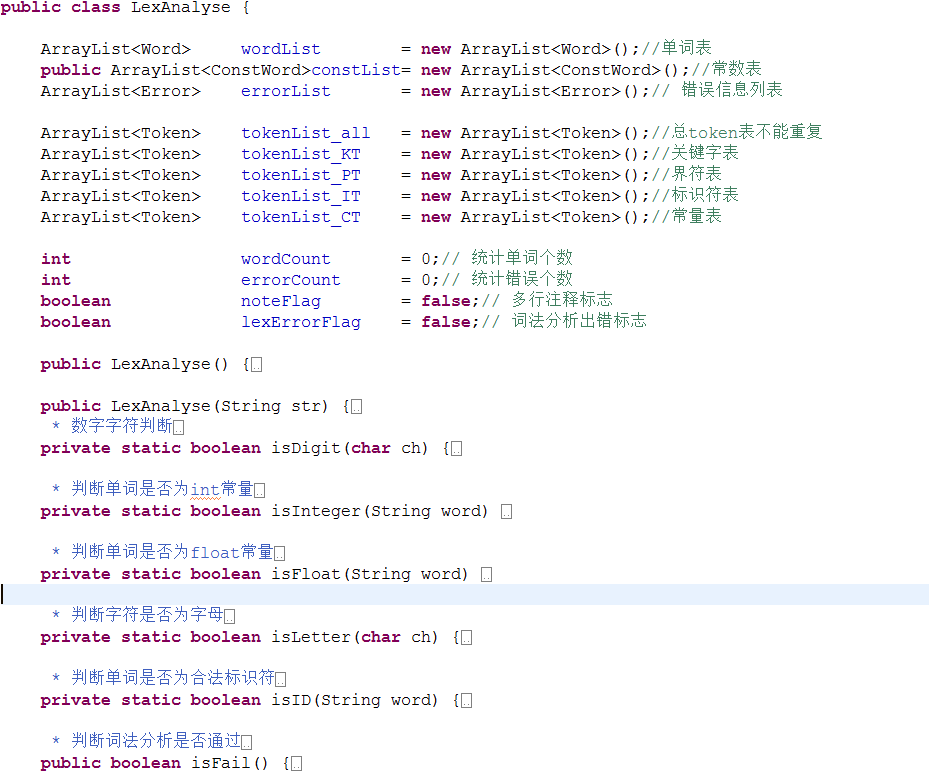 public class LexAnalyse {
ArrayList<Word> wordList = new ArrayList<Word>();//单词表
public ArrayList<ConstWord>constList= new ArrayList<ConstWord>();//常数表
ArrayList<Error> errorList = new ArrayList<Error>();// 错误信息列表
ArrayList<Token> tokenList_all = new ArrayList<Token>();//总token表不能重复
ArrayList<Token> tokenList_KT = new ArrayList<Token>();//关键字表
ArrayList<Token> tokenList_PT = new ArrayList<Token>();//界符表
ArrayList<Token> tokenList_IT = new ArrayList<Token>();//标识符表
ArrayList<Token> tokenList_CT = new ArrayList<Token>();//常量表
int wordCount = 0;// 统计单词个数
int errorCount = 0;// 统计错误个数
boolean noteFlag = false;// 多行注释标志
boolean lexErrorFlag = false;// 词法分析出错标志
public LexAnalyse() {
public LexAnalyse(String str) {
* 数字字符判断
private static boolean isDigit(char ch) {
* 判断单词是否为int常量
private static boolean isInteger(String word)
* 判断单词是否为float常量
private static boolean isFloat(String word)
* 判断字符是否为字母
private static boolean isLetter(char ch) {
* 判断单词是否为合法标识符
private static boolean isID(String word) {
* 判断词法分析是否通过
public boolean isFail() {